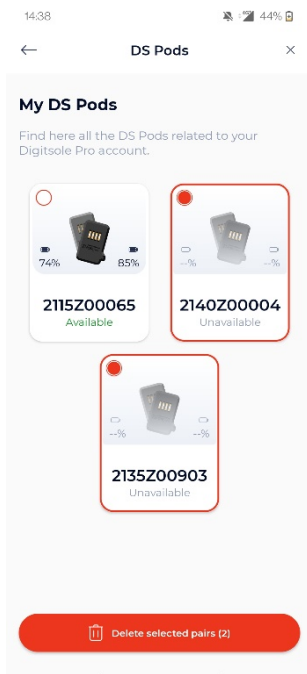 14:38
44%
DS Pods
My DS Pods
Find here all the DS Pods related to your
Digitsole Pro account.
74% 85%
2115Z00065
Available
--% --%
2140Z00004
Unavailable
--% --%
2135Z00903
Unavailable
Delete selected pairs (2)